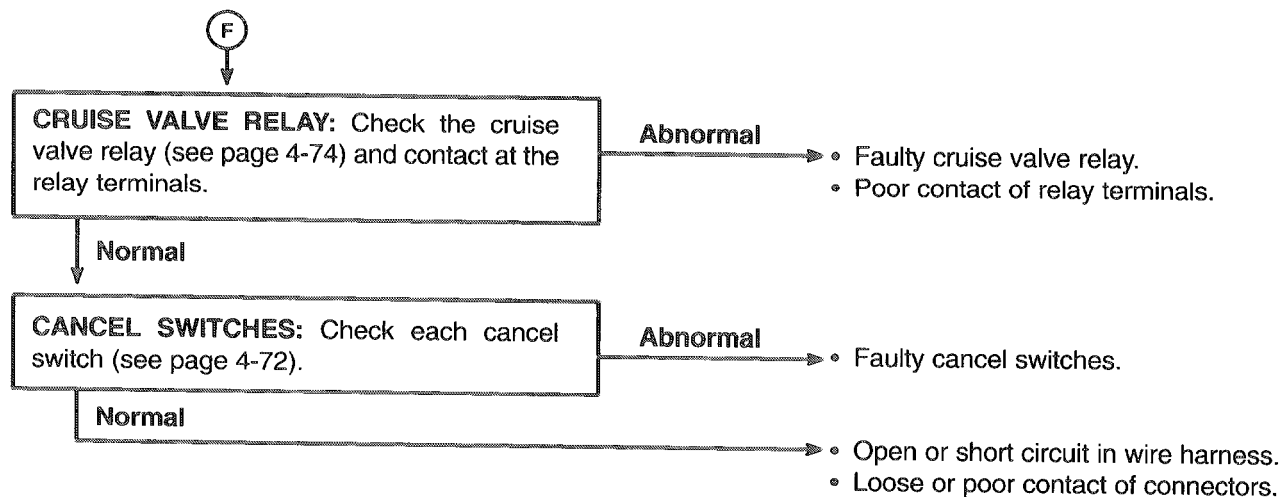 F
CRUISE VALVE RELAY: Check the cruise
valve relay (see page 4-74) and contact at the
relay terminals.
Abnormal
• Faulty cruise valve relay.
• Poor contact of relay terminals.
Normal
CANCEL SWITCHES: Check each cancel
switch (see page 4-72).
Abnormal
• Faulty cancel switches.
Normal
• Open or short circuit in wire harness.
• Loose or poor contact of connectors.